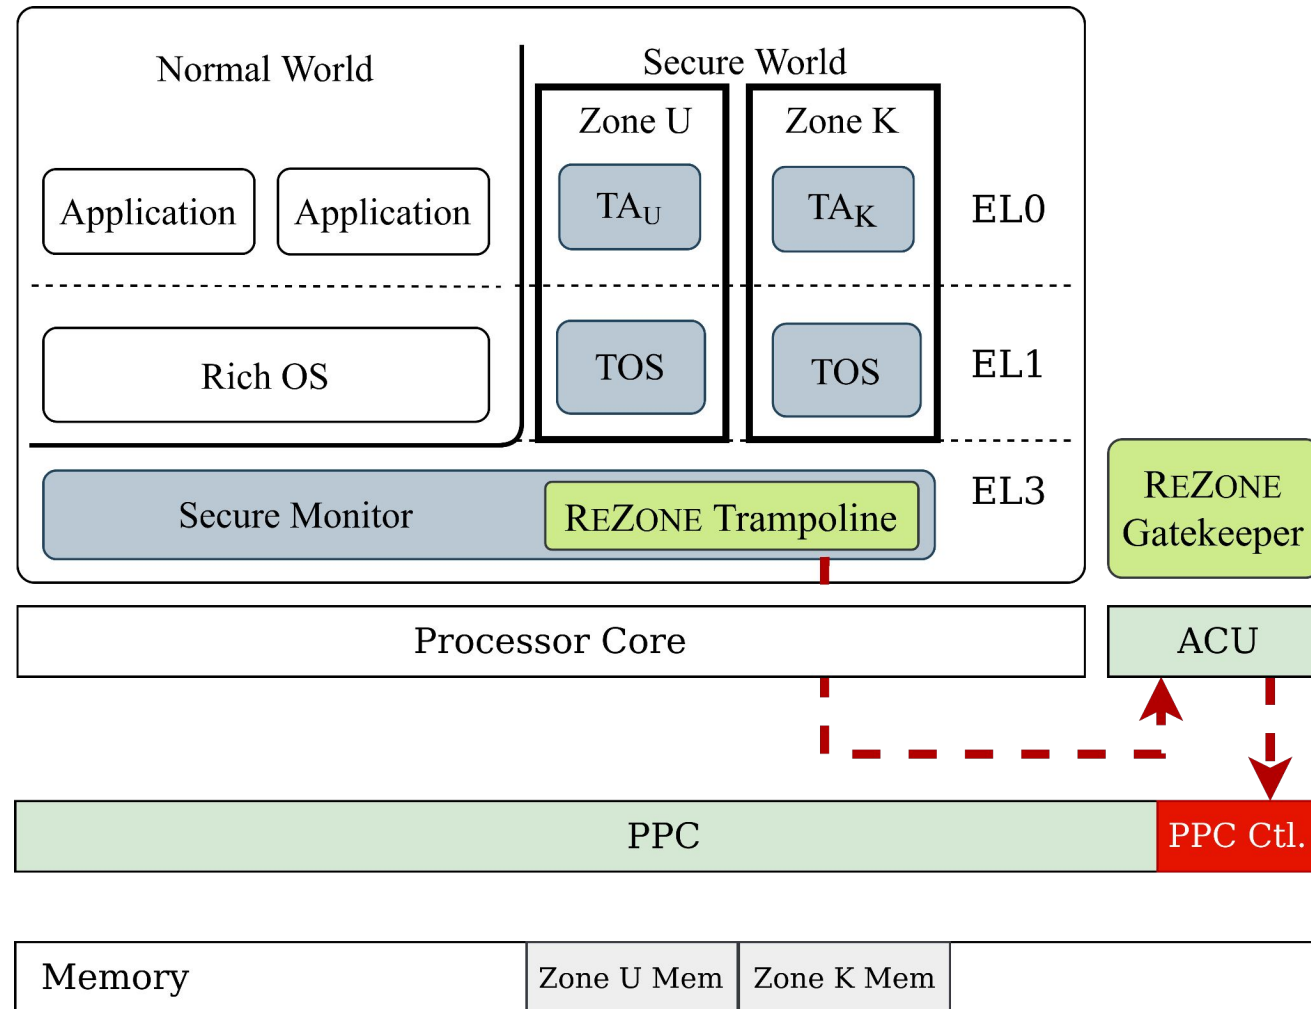 Normal World
Secure World
Zone U
Zone K
Application
Application
TAU
TAK
EL0
Rich OS
TOS
TOS
EL1
Secure Monitor
REZONE Trampoline
EL3
REZONE
Gatekeeper
Processor Core
ACU
PPC
PPC Ctl.
Memory
Zone U Mem
Zone K Mem